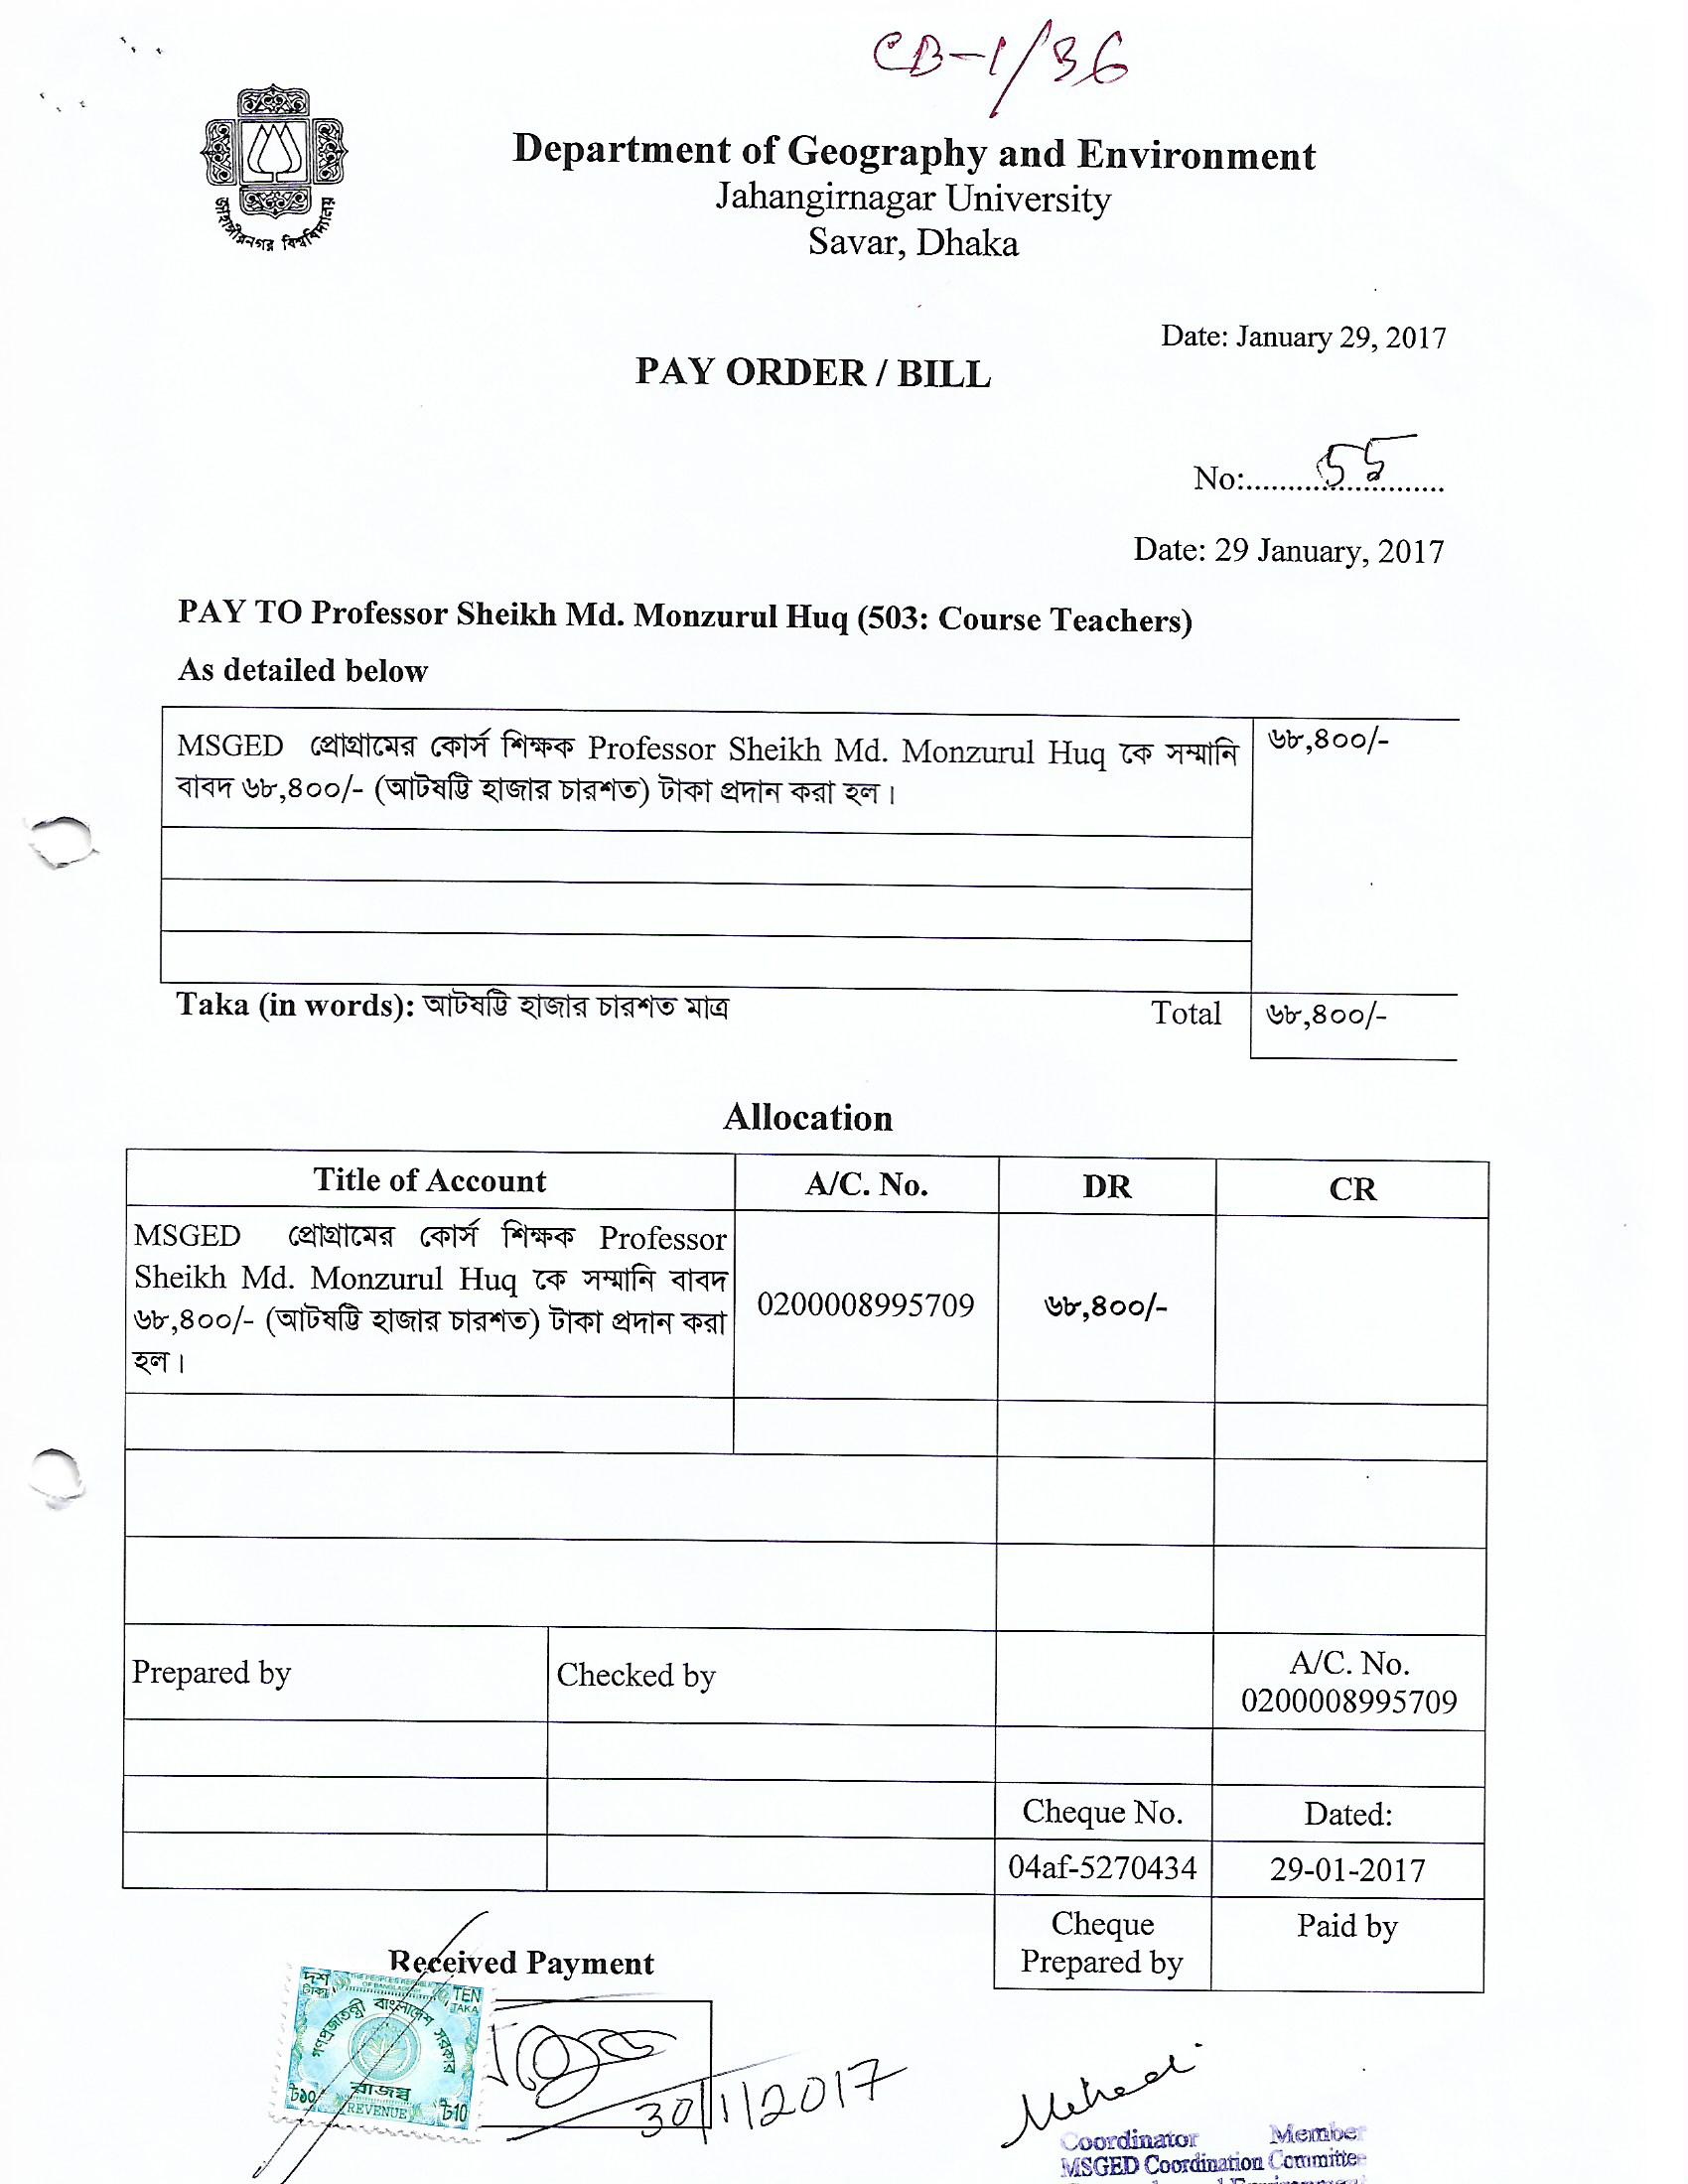 CB-1/36
জাহাঙ্গীরনগর বিশ্ববিদ্যালয়
Department of Geography and Environment
Jahangirnagar University
Savar, Dhaka
Date: January 29, 2017
PAY ORDER / BILL
No:........................
Date: 29 January, 2017
PAY TO Professor Sheikh Md. Monzurul Huq (503: Course Teachers)
As detailed below
MSGED প্রোগ্রামের কোর্স শিক্ষক Professor Sheikh Md. Monzurul Huq কে সম্মানি ৬৮,৪০০/-
বাবদ ৬৮,৪০০/- (আটষট্টি হাজার চারশত) টাকা প্রদান করা হল।
Taka (in words): আটষট্টি হাজার চারশত মাত্র Total ৬৮,৪০০/-
Allocation
Title of Account A/C. No. DR CR
MSGED প্রোগ্রামের কোর্স শিক্ষক Professor
Sheikh Md. Monzurul Huq কে সম্মানি বাবদ
৬৮,৪০০/- (আটষট্টি হাজার চারশত) টাকা প্রদান করা
হল।
0200008995709 ৬৮,৪০০/-
Prepared by Checked by A/C. No.
0200008995709
Cheque No. Dated:
04af-5270434 29-01-2017
Cheque Paid by
Prepared by
Received Payment
দশ টাকা THE PEOPLE'S REPUBLIC OF BANGLADESH TEN TAKA
গণপ্রজাতন্ত্রী বাংলাদেশ সরকার
রাজস্ব
৳১০ REVENUE ৳10
30/1/2017
Mehedi
Coordinator Member
MSGED Coordination Committee